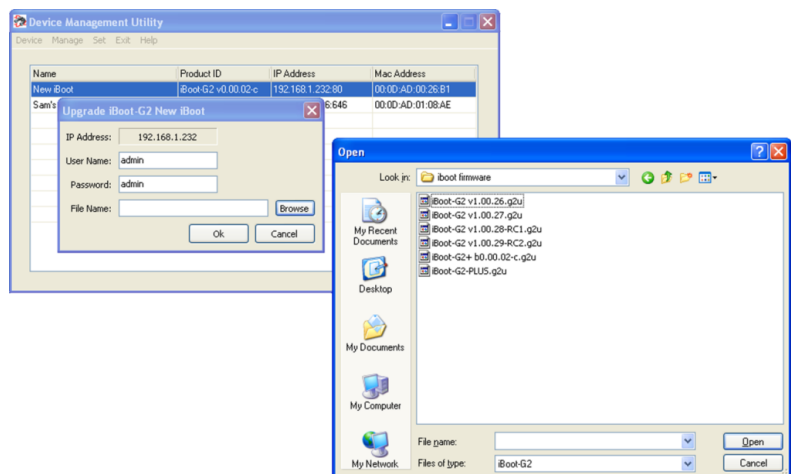 Device Management Utility
Device Manage Set Exit Help
Name Product ID IP Address Mac Address
New iBoot iBoot-G2 v0.00.02-c 192.168.1.232:80 00:0D:AD:00:26:B1
Sam's 6:646 00:0D:AD:01:08:AE
Upgrade iBoot-G2 New iBoot
IP Address: 192.168.1.232
User Name: admin
Password: admin
File Name: Browse
Ok Cancel
Open
Look in: iboot firmware
My Recent Documents
Desktop
My Documents
My Computer
My Network
iBoot-G2 v1.00.26.g2u
iBoot-G2 v1.00.27.g2u
iBoot-G2 v1.00.28-RC1.g2u
iBoot-G2 v1.00.29-RC2.g2u
iBoot-G2+ b0.00.02-c.g2u
iBoot-G2-PLUS.g2u
File name: Open
Files of type: iBoot-G2 Cancel